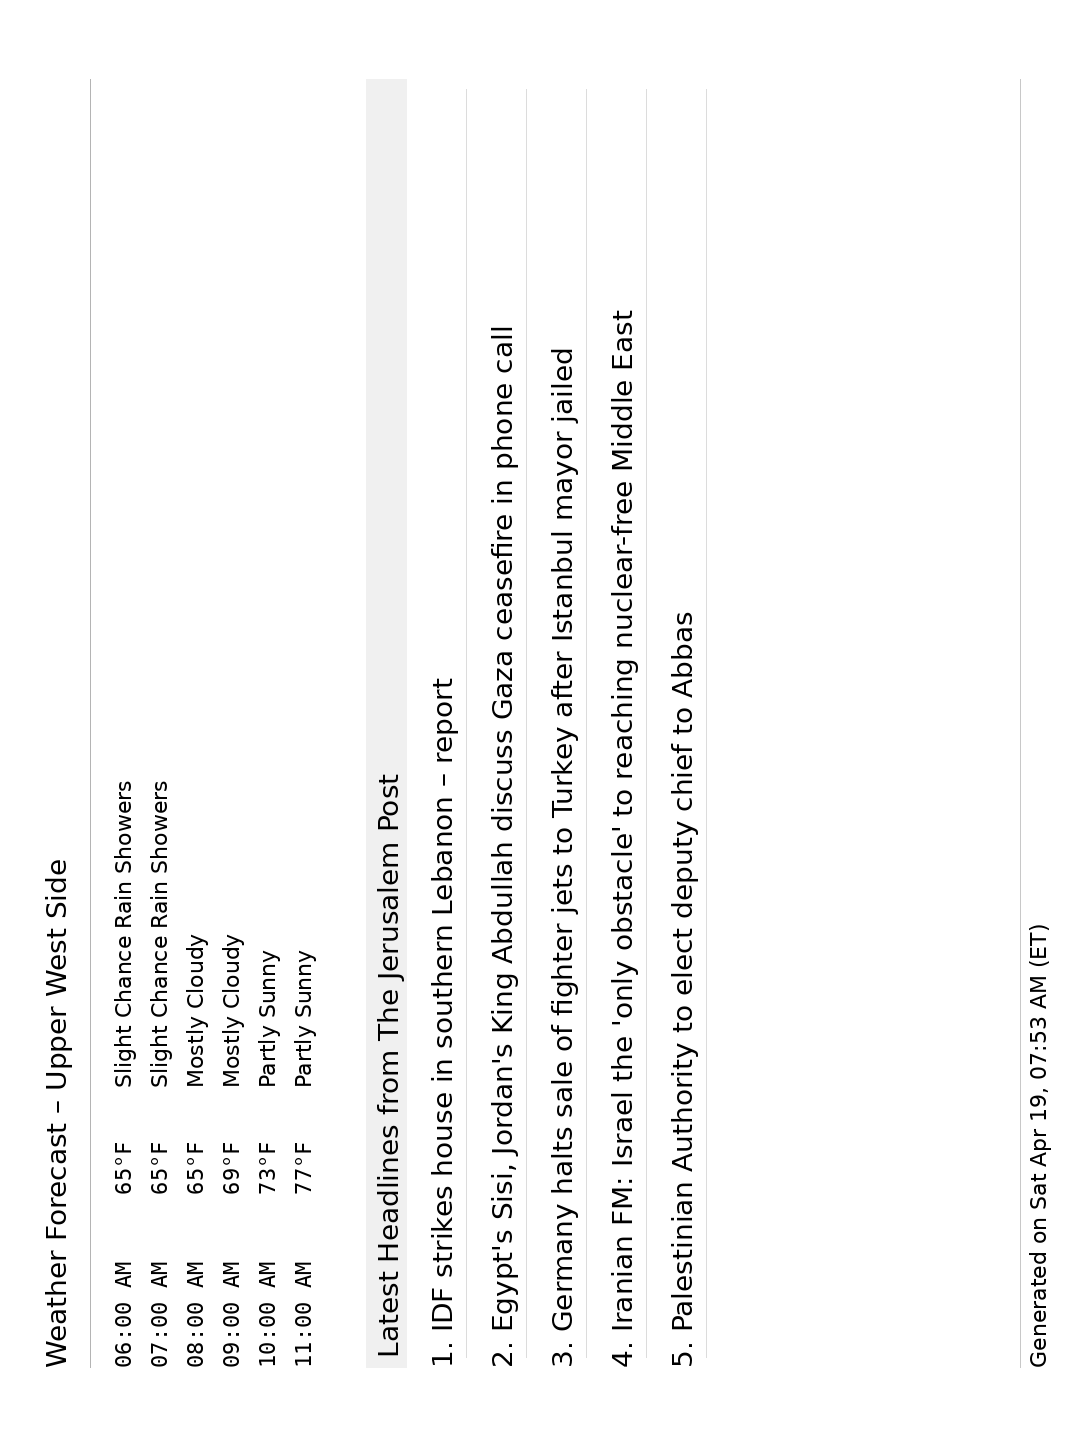 Weather Forecast – Upper West Side
06:00 AM 65°F Slight Chance Rain Showers
07:00 AM 65°F Slight Chance Rain Showers
08:00 AM 65°F Mostly Cloudy
09:00 AM 69°F Mostly Cloudy
10:00 AM 73°F Partly Sunny
11:00 AM 77°F Partly Sunny
Latest Headlines from The Jerusalem Post
1. IDF strikes house in southern Lebanon – report
2. Egypt's Sisi, Jordan's King Abdullah discuss Gaza ceasefire in phone call
3. Germany halts sale of fighter jets to Turkey after Istanbul mayor jailed
4. Iranian FM: Israel the 'only obstacle' to reaching nuclear-free Middle East
5. Palestinian Authority to elect deputy chief to Abbas
Generated on Sat Apr 19, 07:53 AM (ET)